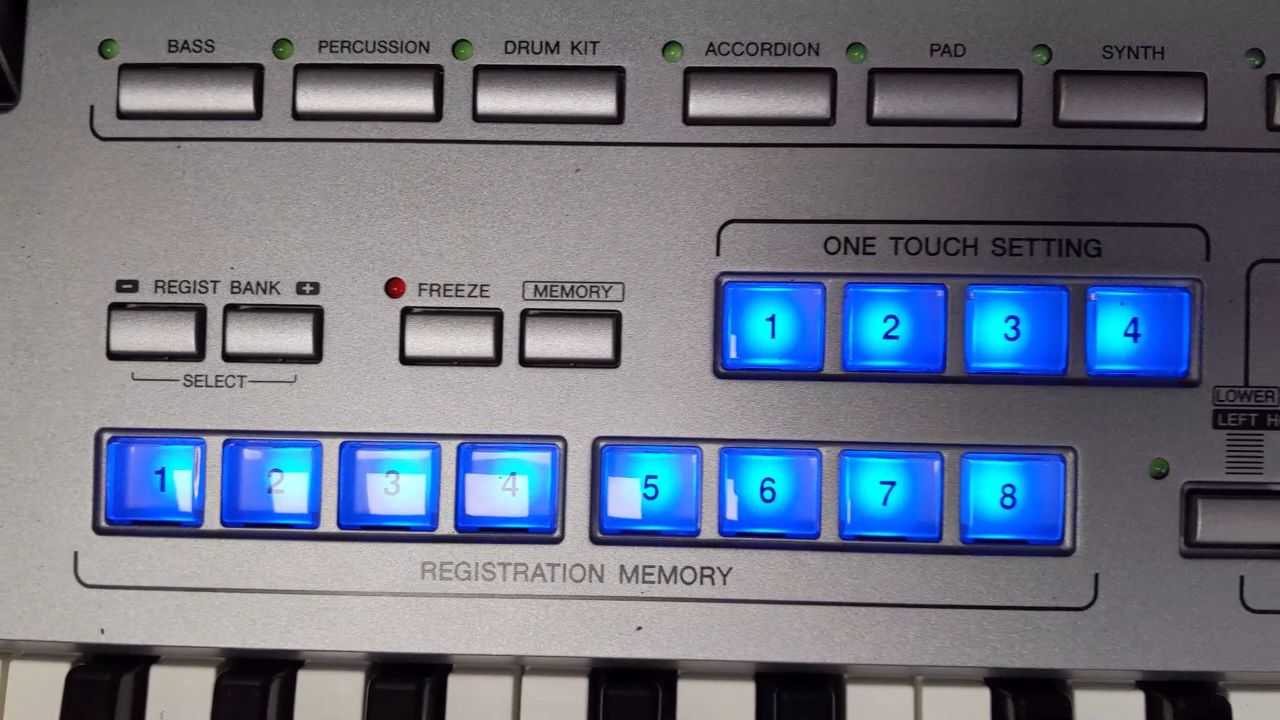 BASS PERCUSSION DRUM KIT ACCORDION PAD SYNTH
ONE TOUCH SETTING
- REGIST BANK + FREEZE MEMORY
1 2 3 4
SELECT
LOWER
LEFT
1 2 3 4 5 6 7 8
REGISTRATION MEMORY